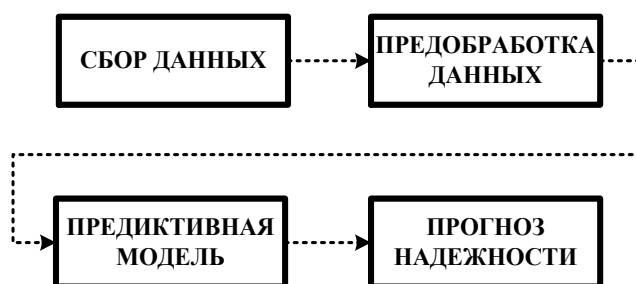 СБОР ДАННЫХ
ПРЕДОБРАБОТКА
ДАННЫХ
ПРЕДИКТИВНАЯ
МОДЕЛЬ
ПРОГНОЗ
НАДЕЖНОСТИ